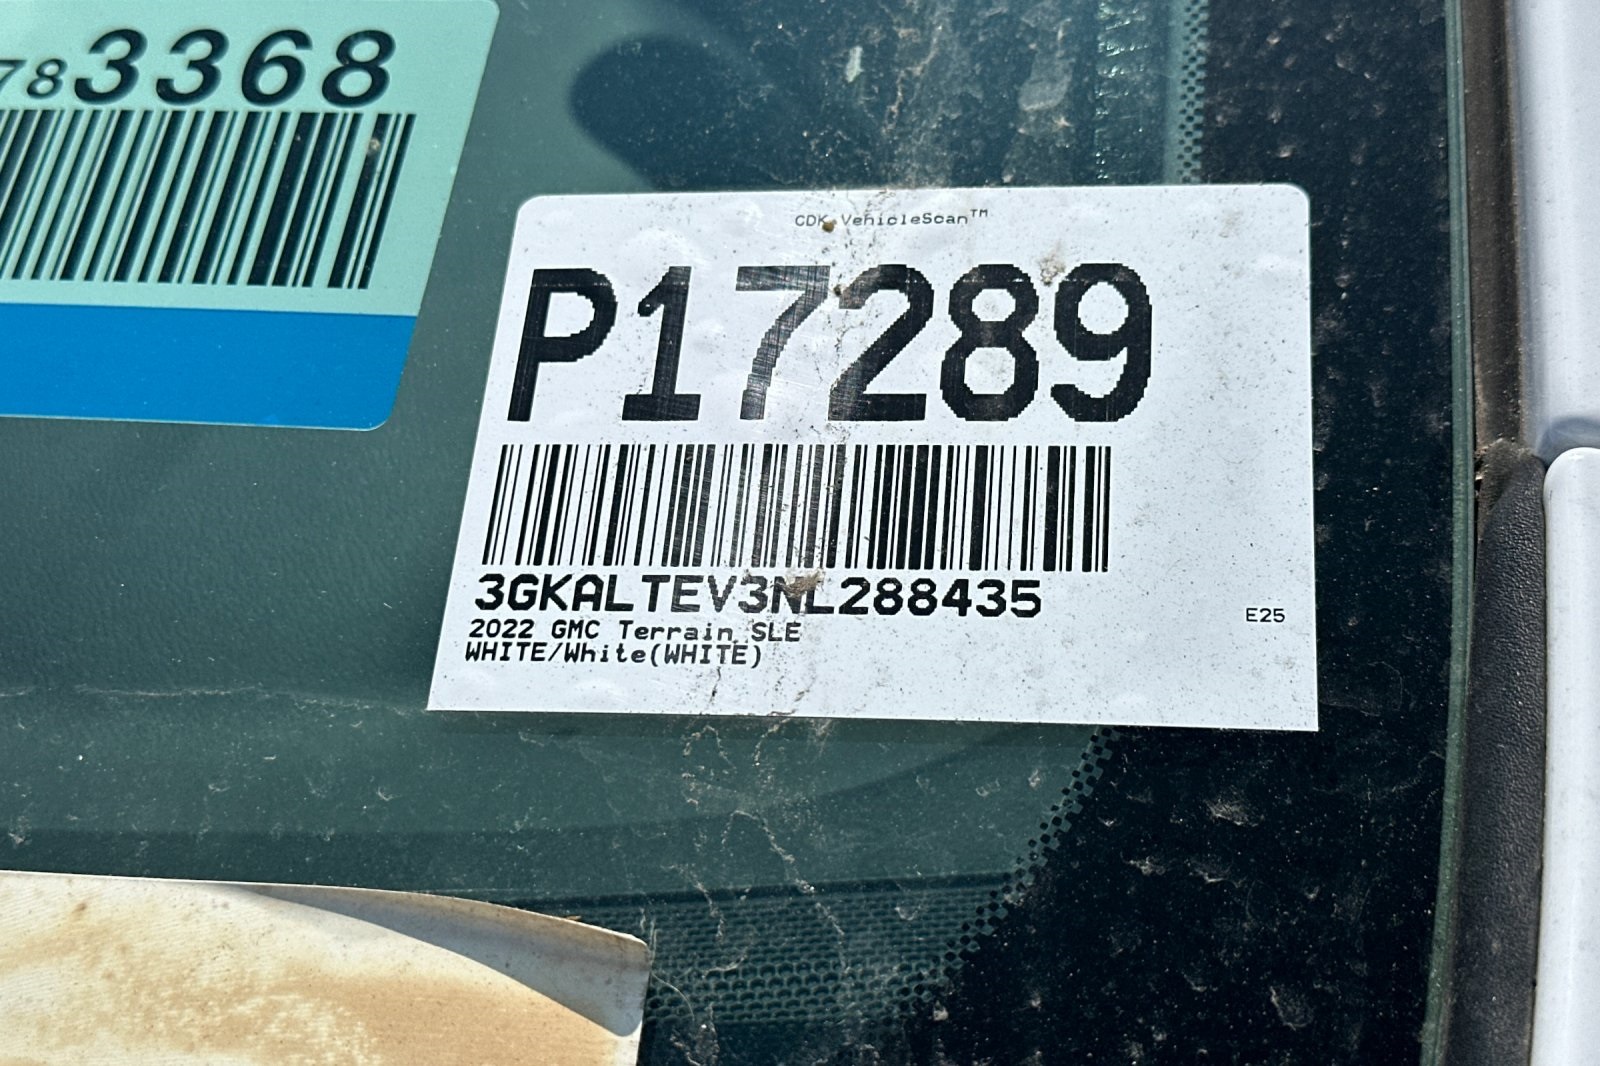 783368
CDK VehicleScan™
P17289
3GKALTEV3NL288435
E25
2022 GMC Terrain SLE
WHITE/White(WHITE)